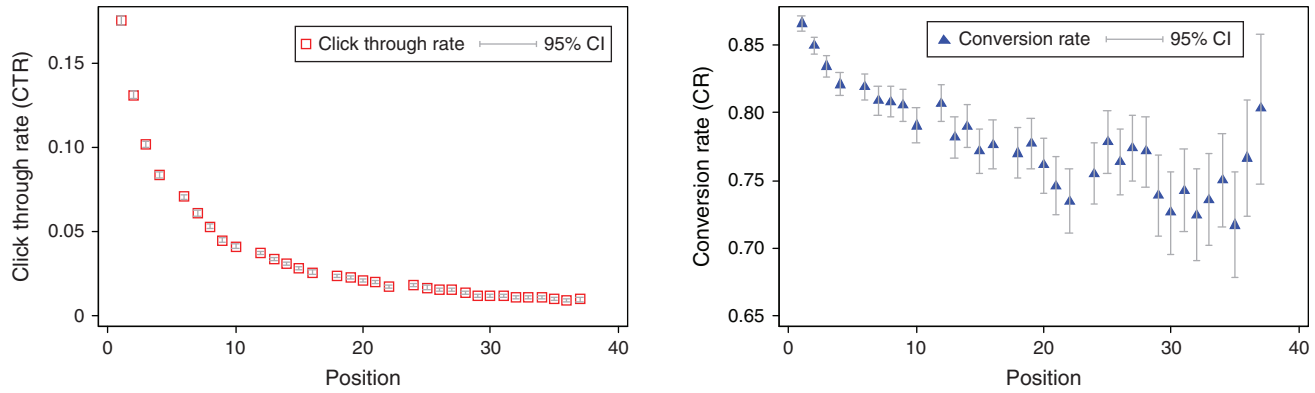 Click through rate (CTR)
0.15
0.10
0.05
0
Click through rate 95% CI
0 10 20 30 40
Position
Conversion rate (CR)
0.85
0.80
0.75
0.70
0.65
Conversion rate 95% CI
0 10 20 30 40
Position